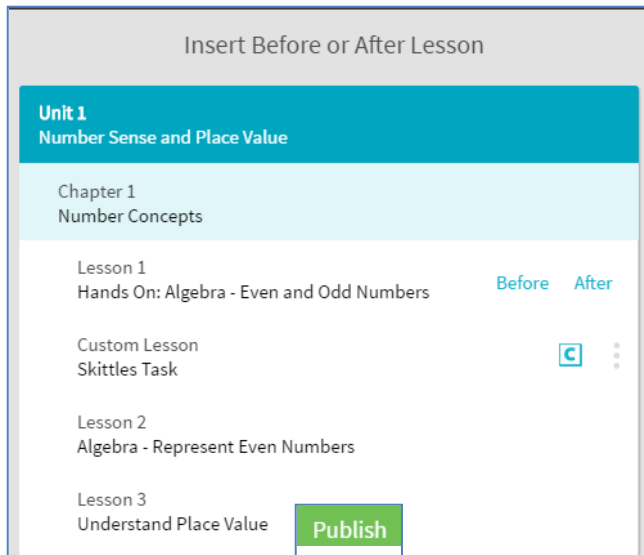 Insert Before or After Lesson
Unit 1
Number Sense and Place Value
Chapter 1
Number Concepts
Lesson 1
Hands On: Algebra - Even and Odd Numbers
Before After
Custom Lesson
Skittles Task
C
Lesson 2
Algebra - Represent Even Numbers
Lesson 3
Understand Place Value
Publish